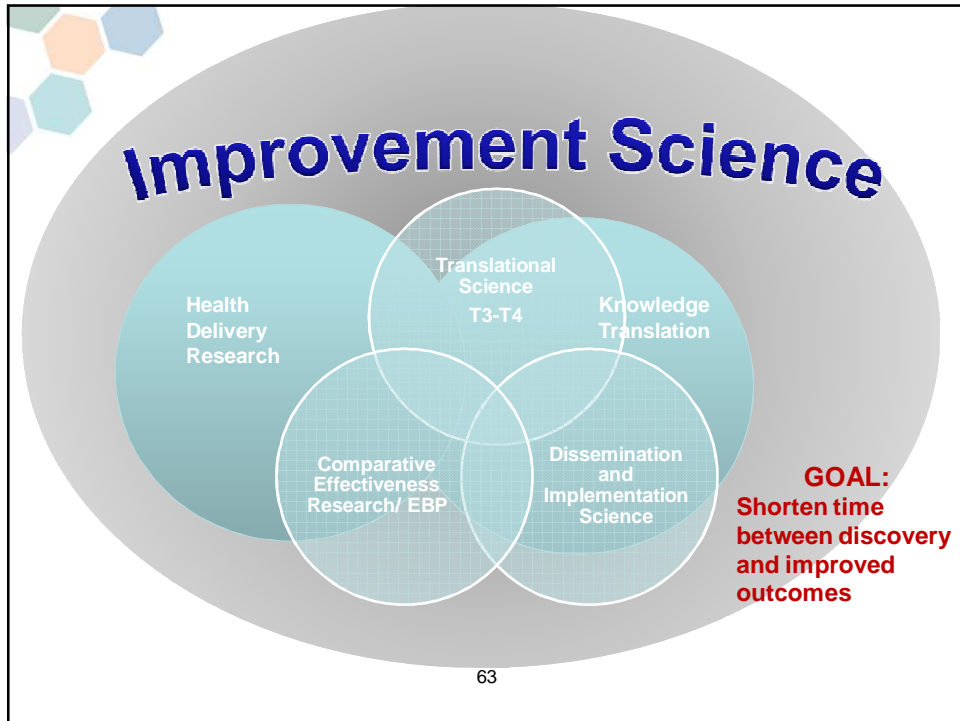 Improvement Science
Translational
Science
T3-T4
Health
Delivery
Research
Knowledge
Translation
Comparative
Effectiveness
Research/ EBP
Dissemination
and
Implementation
Science
GOAL:
Shorten time
between discovery
and improved
outcomes
63